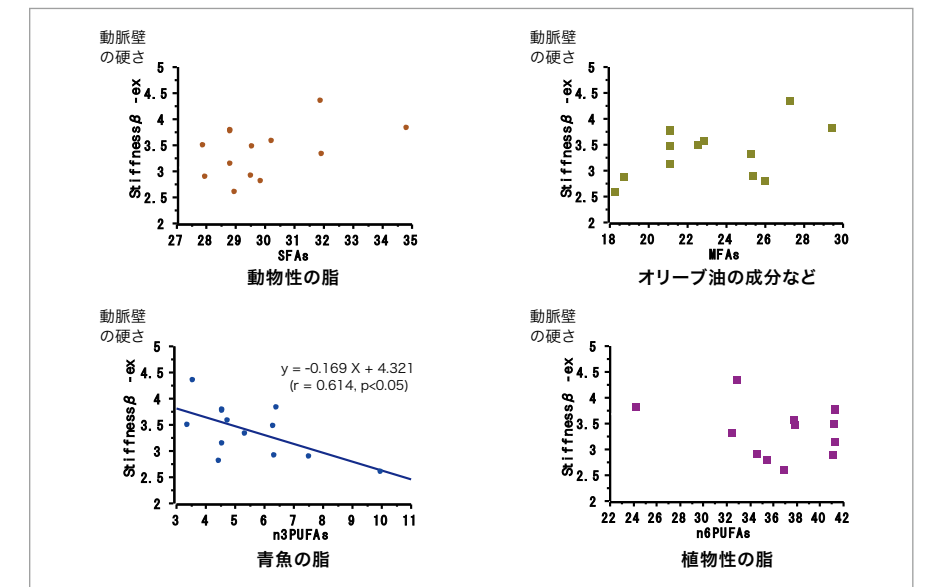 動脈壁
の硬さ
Stiffnessβ -ex
5
4.5
4
3.5
3
2.5
2
27 28 29 30 31 32 33 34 35
SFAs
動物性の脂
動脈壁
の硬さ
Stiffnessβ -ex
5
4.5
4
3.5
3
2.5
2
18 20 22 24 26 28 30
MFAs
オリーブ油の成分など
動脈壁
の硬さ
Stiffnessβ -ex
5
4.5
4
3.5
3
2.5
2
y = -0.169 X + 4.321
(r = 0.614, p<0.05)
3 4 5 6 7 8 9 10 11
n3PUFAs
青魚の脂
動脈壁
の硬さ
Stiffnessβ -ex
5
4.5
4
3.5
3
2.5
2
22 24 26 28 30 32 34 36 38 40 42
n6PUFAs
植物性の脂